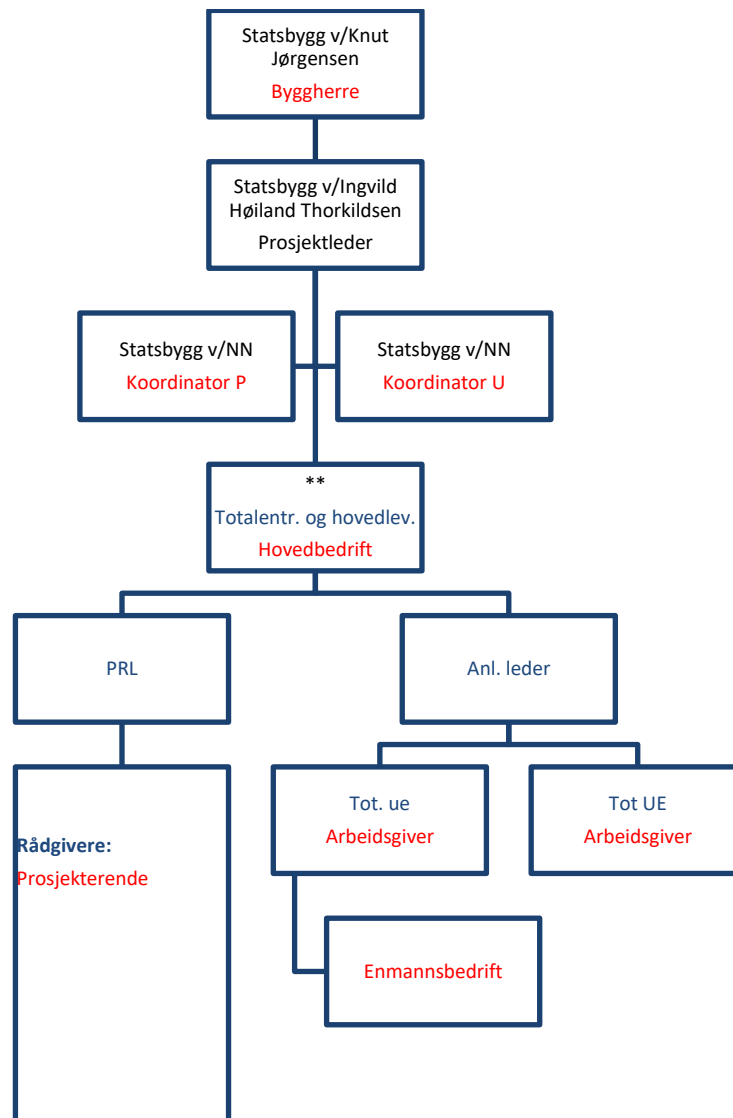 Statsbygg v/Knut
Jørgensen
Byggherre
Statsbygg v/Ingvild
Høiland Thorkildsen
Prosjektleder
Statsbygg v/NN
Koordinator P
Statsbygg v/NN
Koordinator U
**
Totalentr. og hovedlev.
Hovedbedrift
PRL
Anl. leder
Rådgivere:
Prosjekterende
Tot. ue
Arbeidsgiver
Tot UE
Arbeidsgiver
Enmannsbedrift